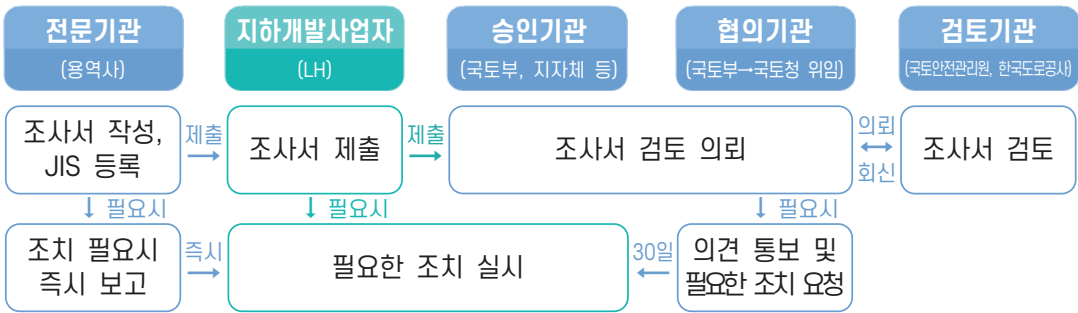 전문기관
(용역사)
지하개발사업자
(LH)
승인기관
(국토부, 지자체 등)
협의기관
(국토부→국토청 위임)
검토기관
(국토안전관리원, 한국도로공사)
조사서 작성,
JIS 등록
제출
→
조사서 제출
제출
→
조사서 검토 의뢰
의뢰
↔
회신
조사서 검토
↓ 필요시
↓ 필요시
↓ 필요시
조치 필요시
즉시 보고
즉시
→
필요한 조치 실시
30일
←
의견 통보 및
필요한 조치 요청